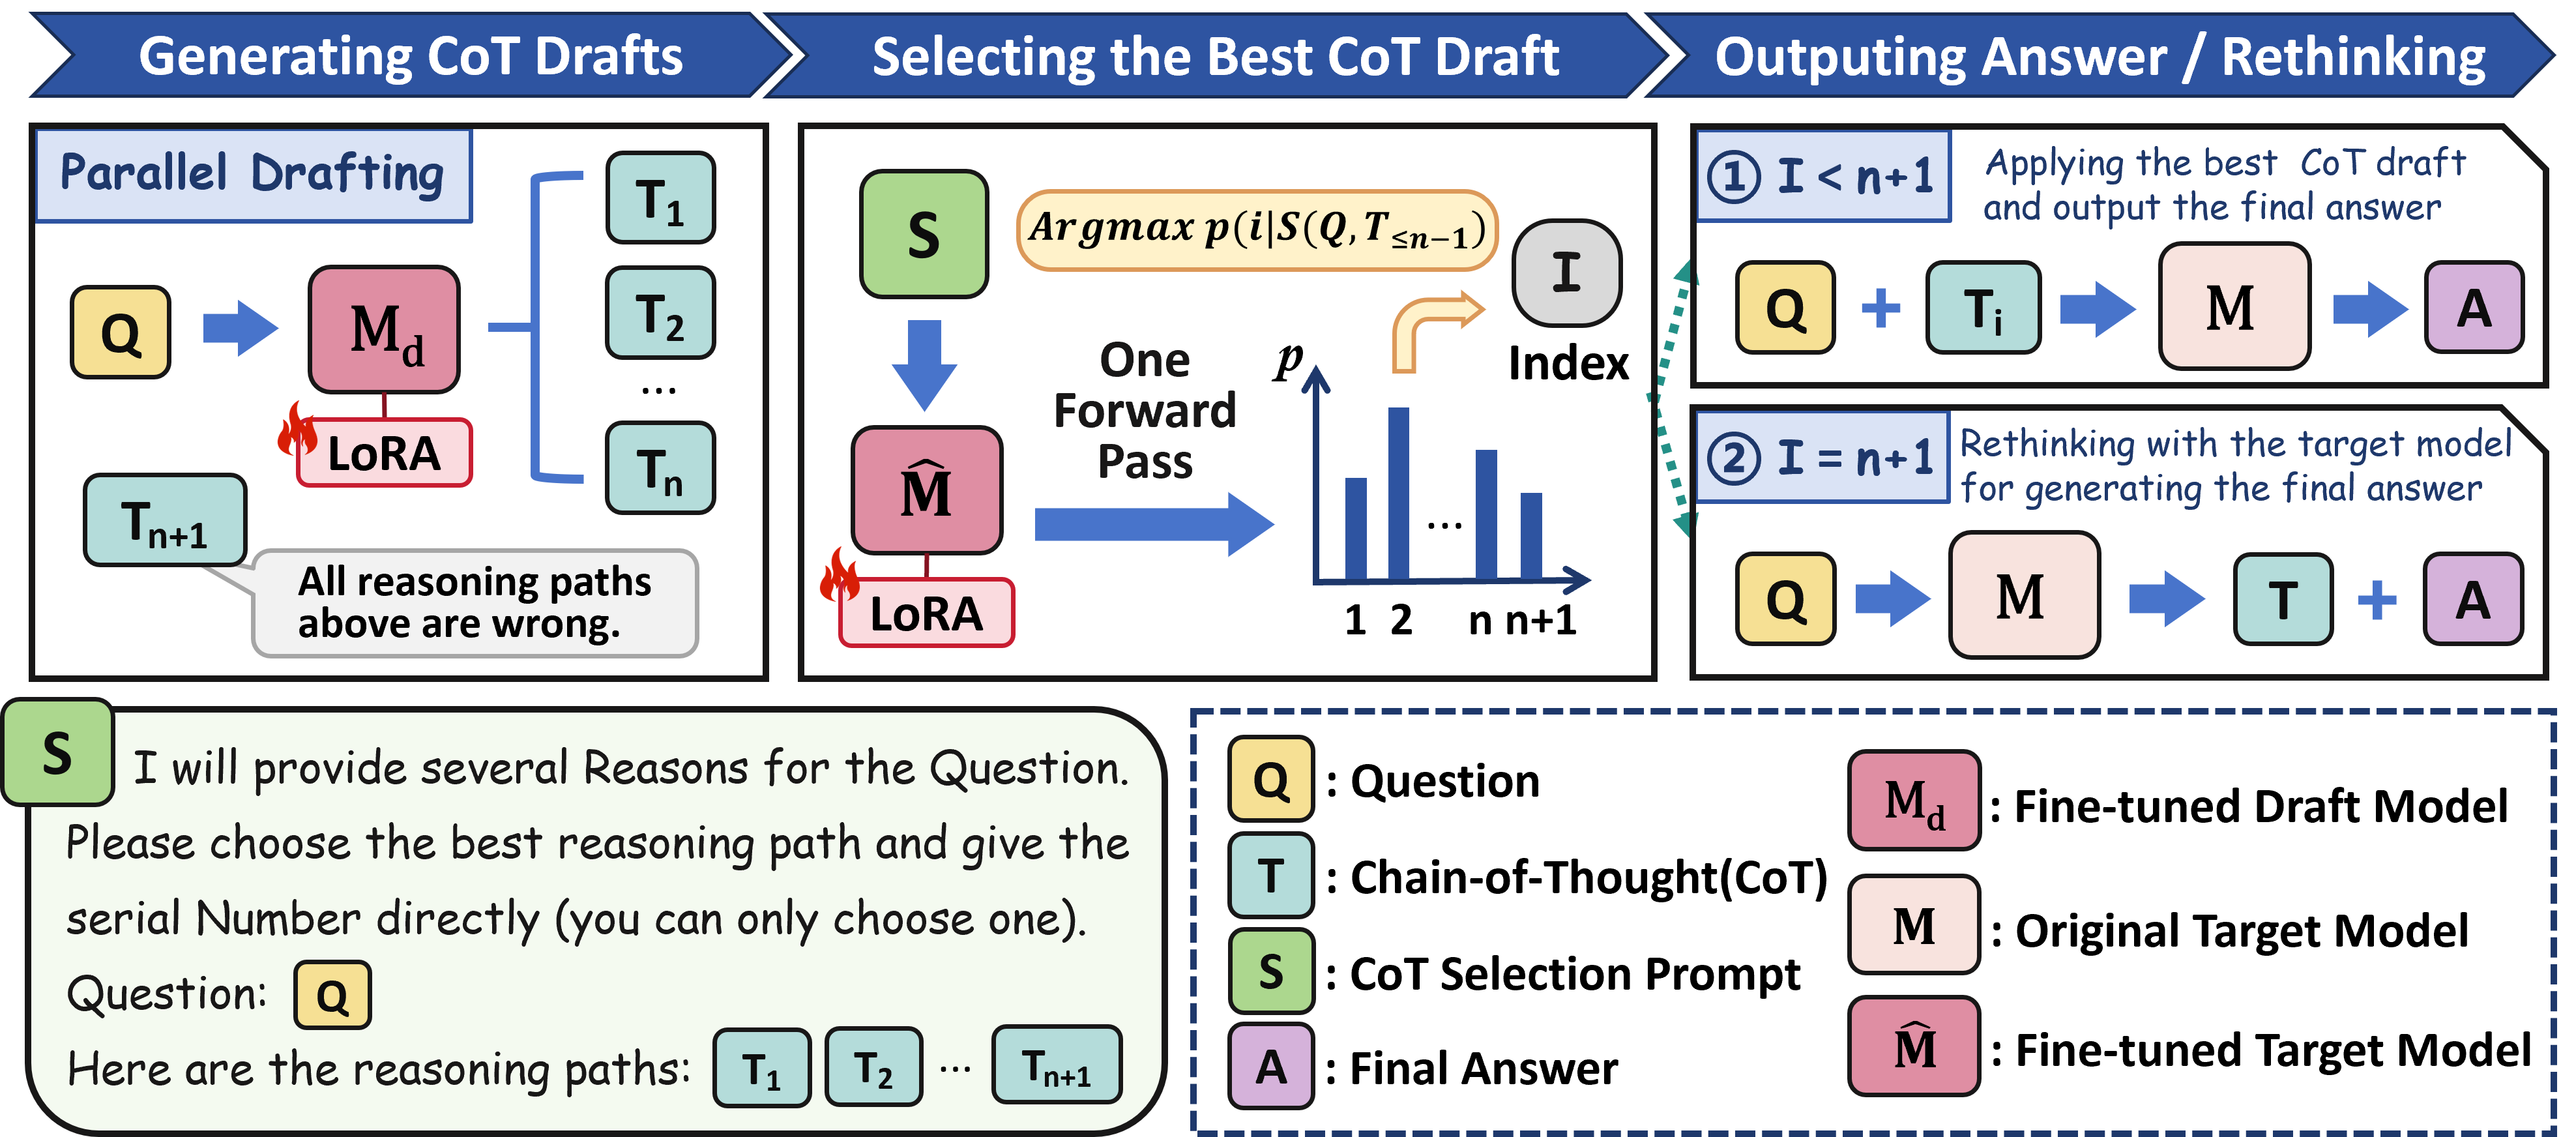 Generating CoT Drafts
Selecting the Best CoT Draft
Outputing Answer / Rethinking
Parallel Drafting
Q
M_d
LoRA
T_1
T_2
...
T_n
T_{n+1}
All reasoning paths
above are wrong.
S
M̂
LoRA
Argmax p(i|S(Q, T_{≤n−1})
One
Forward
Pass
p
...
1 2 n n+1
I
Index
① I < n+1
Applying the best CoT draft
and output the final answer
Q + T_i M A
② I = n+1
Rethinking with the target model
for generating the final answer
Q M T + A
S
I will provide several Reasons for the Question.
Please choose the best reasoning path and give the
serial Number directly (you can only choose one).
Question: Q
Here are the reasoning paths: T_1 T_2 ... T_{n+1}
Q : Question
T : Chain-of-Thought(CoT)
S : CoT Selection Prompt
A : Final Answer
M_d : Fine-tuned Draft Model
M : Original Target Model
M̂ : Fine-tuned Target Model